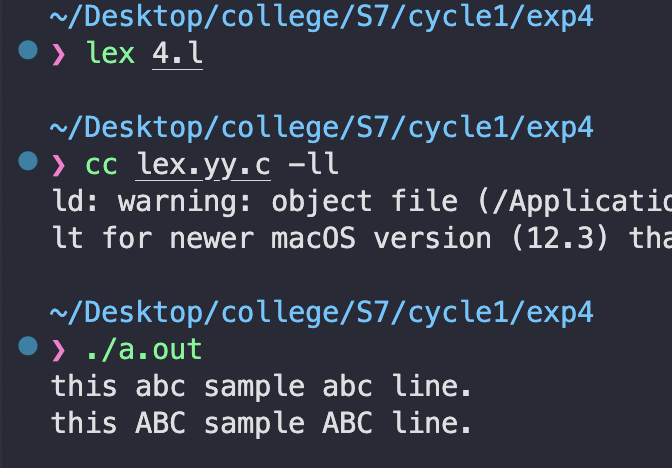 ~/Desktop/college/S7/cycle1/exp4
❯ lex 4.l
~/Desktop/college/S7/cycle1/exp4
❯ cc lex.yy.c -ll
ld: warning: object file (/Applicatio
lt for newer macOS version (12.3) tha
~/Desktop/college/S7/cycle1/exp4
❯ ./a.out
this abc sample abc line.
this ABC sample ABC line.